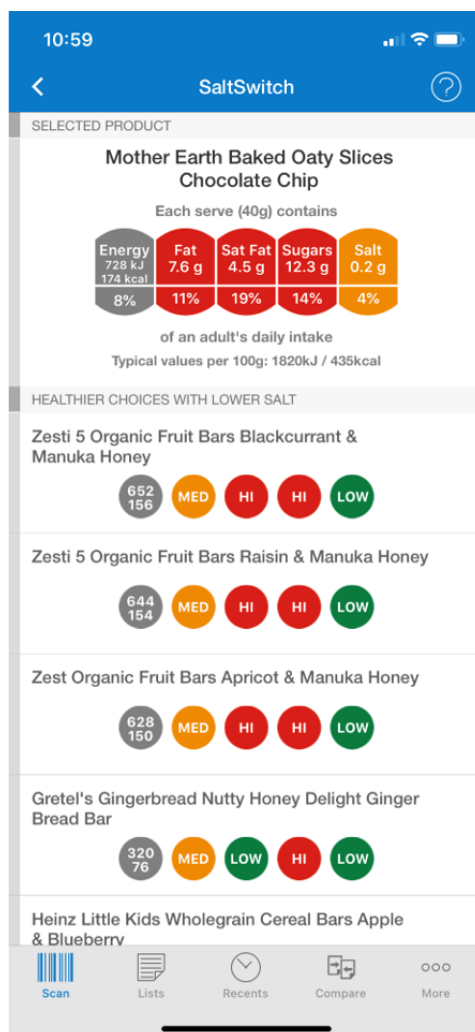 10:59
SaltSwitch
?
SELECTED PRODUCT
Mother Earth Baked Oaty Slices
Chocolate Chip
Each serve (40g) contains
Energy Fat Sat Fat Sugars Salt
728 kJ 7.6 g 4.5 g 12.3 g 0.2 g
174 kcal
8% 11% 19% 14% 4%
of an adult's daily intake
Typical values per 100g: 1820kJ / 435kcal
HEALTHIER CHOICES WITH LOWER SALT
Zesti 5 Organic Fruit Bars Blackcurrant &
Manuka Honey
652 MED HI HI LOW
156
Zesti 5 Organic Fruit Bars Raisin & Manuka Honey
644 MED HI HI LOW
154
Zest Organic Fruit Bars Apricot & Manuka Honey
628 MED HI HI LOW
150
Gretel's Gingerbread Nutty Honey Delight Ginger
Bread Bar
320 MED LOW HI LOW
76
Heinz Little Kids Wholegrain Cereal Bars Apple
& Blueberry
Scan Lists Recents Compare More